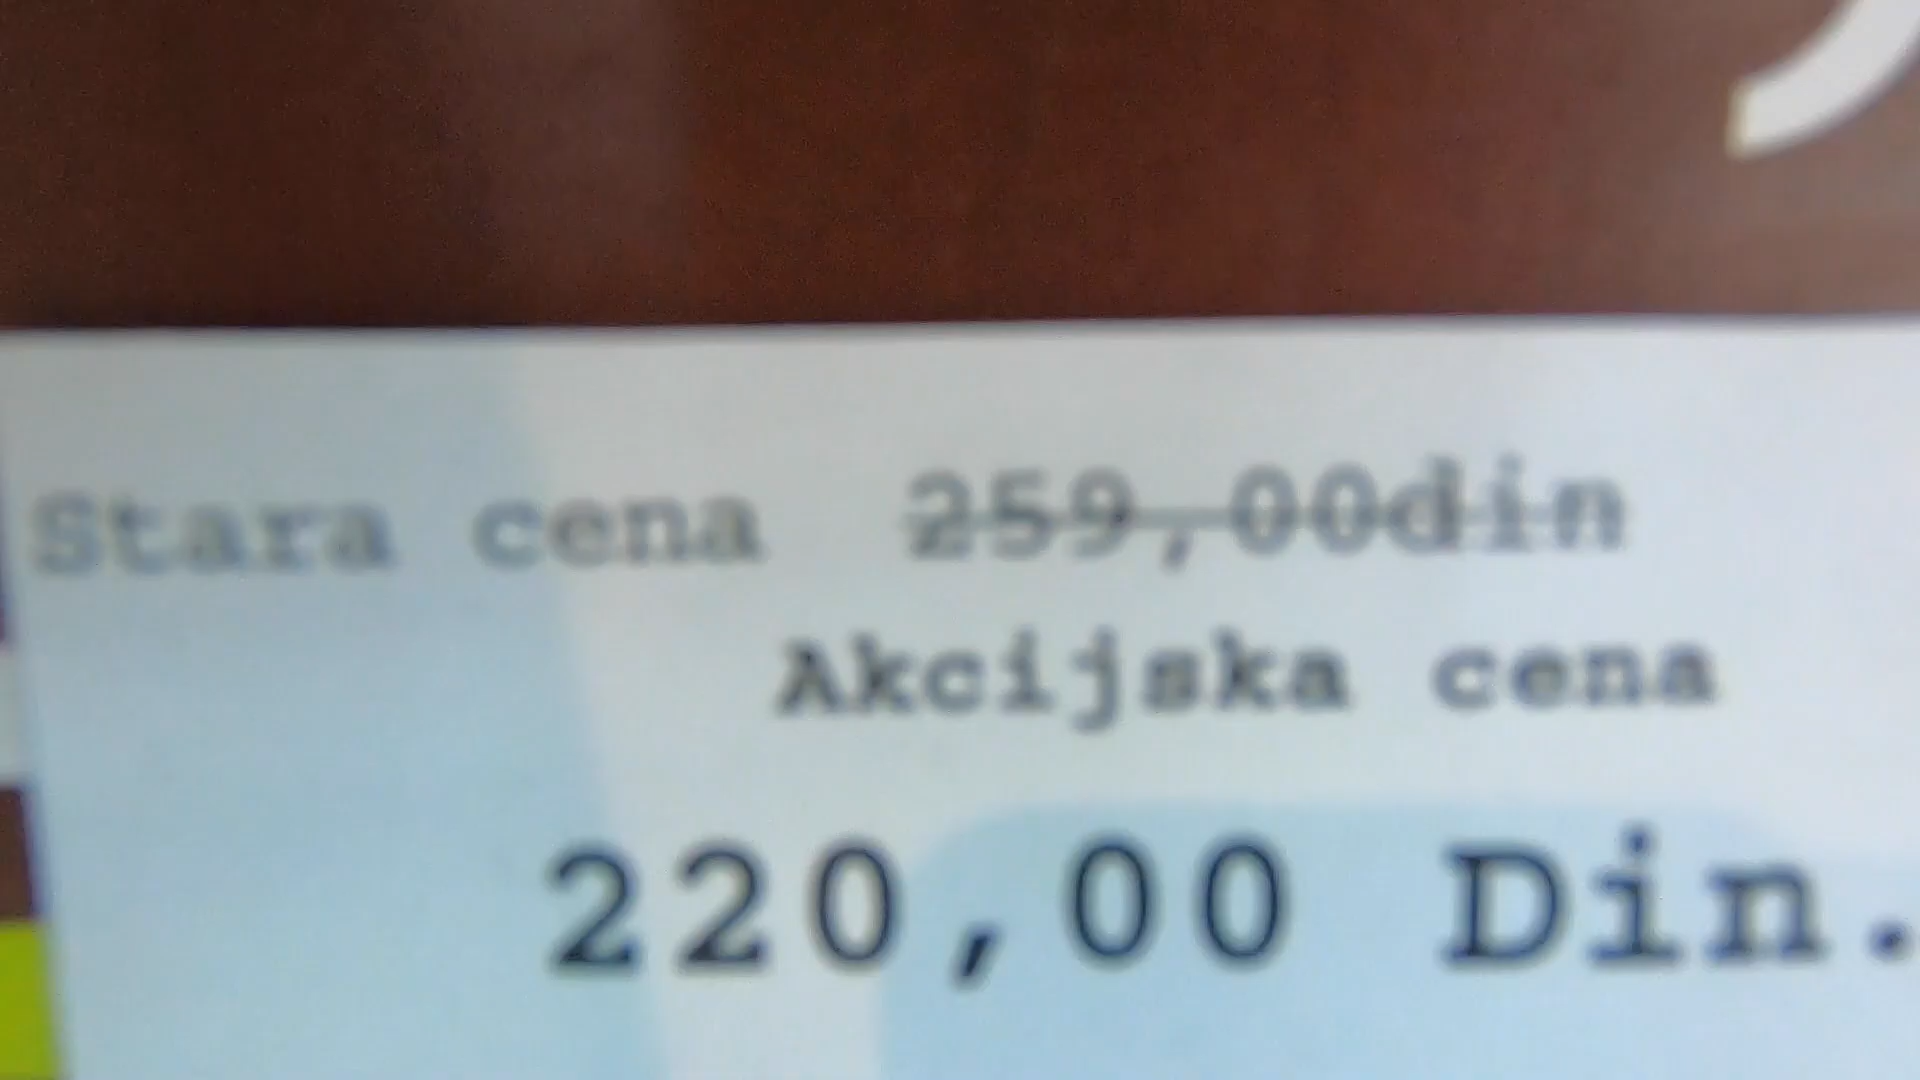 Stara cena 259,00din
Akcijska cena
220,00 Din.